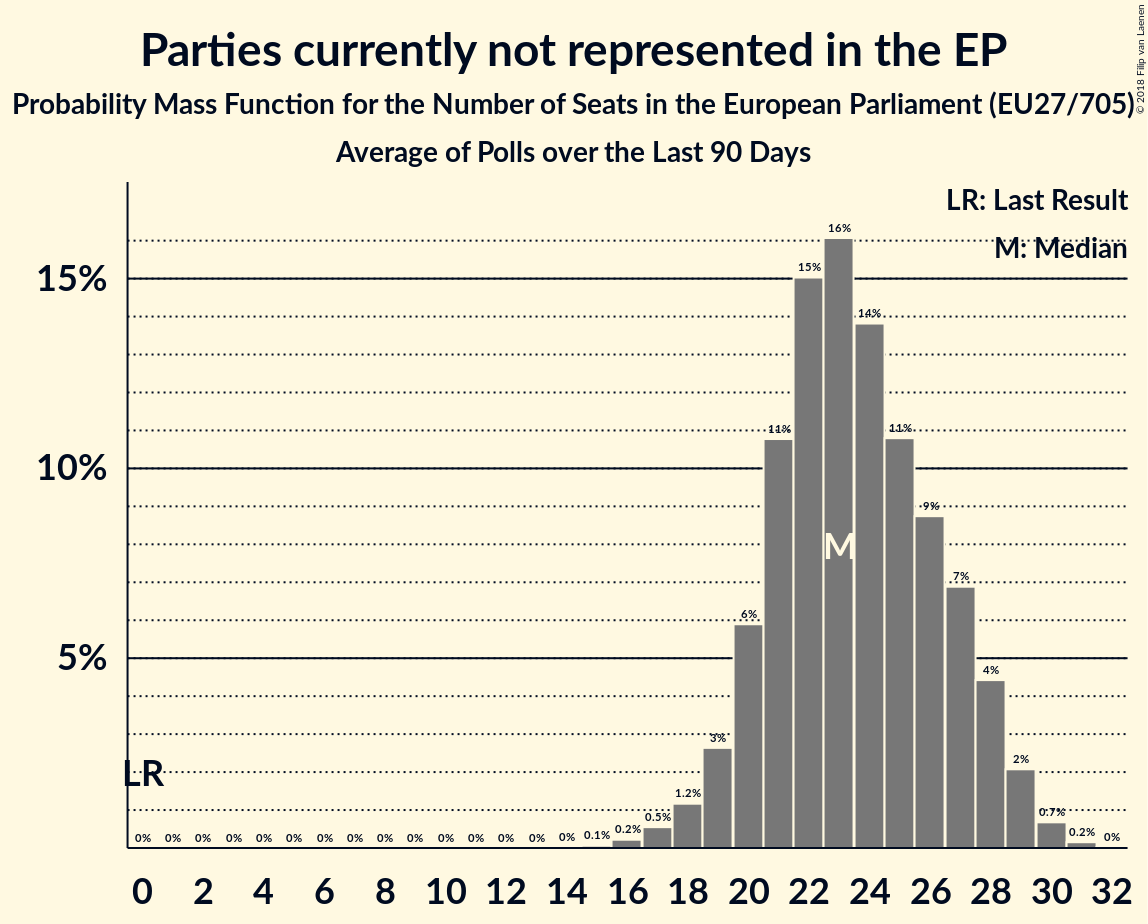 Parties currently not represented in the EP
Probability Mass Function for the Number of Seats in the European Parliament (EU27/705)
Average of Polls over the Last 90 Days
© 2018 Filip van Laenen
LR: Last Result
M: Median
15%
10%
5%
16%
15%
14%
11%
11%
9%
M
7%
6%
4%
3%
2%
LR
1.2%
0.7%
0.5%
0.2%
0.2%
0.1%
0% 0% 0% 0% 0% 0% 0% 0% 0% 0% 0% 0% 0% 0% 0% 0%
0 2 4 6 8 10 12 14 16 18 20 22 24 26 28 30 32